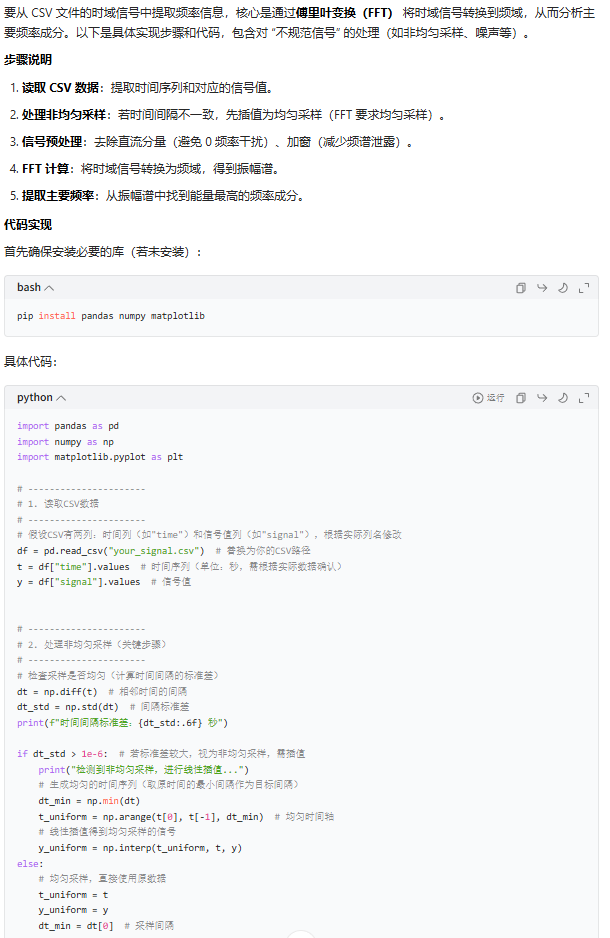 要从 CSV 文件的时域信号中提取频率信息，核心是通过傅里叶变换（FFT） 将时域信号转换到频域，从而分析主
要频率成分。以下是具体实现步骤和代码，包含对 “不规范信号” 的处理（如非均匀采样、噪声等）。
步骤说明
1. 读取 CSV 数据：提取时间序列和对应的信号值。
2. 处理非均匀采样：若时间间隔不一致，先插值为均匀采样（FFT 要求均匀采样）。
3. 信号预处理：去除直流分量（避免 0 频率干扰）、加窗（减少频谱泄露）。
4. FFT 计算：将时域信号转换为频域，得到振幅谱。
5. 提取主要频率：从振幅谱中找到能量最高的频率成分。
代码实现
首先确保安装必要的库（若未安装）：
bash
pip install pandas numpy matplotlib
具体代码：
python 运行
import pandas as pd
import numpy as np
import matplotlib.pyplot as plt
# ----------------------
# 1. 读取CSV数据
# ----------------------
# 假设CSV有两列：时间列（如"time"）和信号值列（如"signal"），根据实际列名修改
df = pd.read_csv("your_signal.csv")  # 替换为你的CSV路径
t = df["time"].values  # 时间序列（单位：秒，需根据实际数据确认）
y = df["signal"].values  # 信号值
# ----------------------
# 2. 处理非均匀采样（关键步骤）
# ----------------------
# 检查采样是否均匀（计算时间间隔的标准差）
dt = np.diff(t)  # 相邻时间的间隔
dt_std = np.std(dt)  # 间隔标准差
print(f"时间间隔标准差: {dt_std:.6f} 秒")
if dt_std > 1e-6:  # 若标准差较大，视为非均匀采样，需插值
    print("检测到非均匀采样，进行线性插值...")
    # 生成均匀的时间序列（取原时间的最小间隔作为目标间隔）
    dt_min = np.min(dt)
    t_uniform = np.arange(t[0], t[-1], dt_min)  # 均匀时间轴
    # 线性插值得到均匀采样的信号
    y_uniform = np.interp(t_uniform, t, y)
else:
    # 均匀采样，直接使用原数据
    t_uniform = t
    y_uniform = y
    dt_min = dt[0]  # 采样间隔